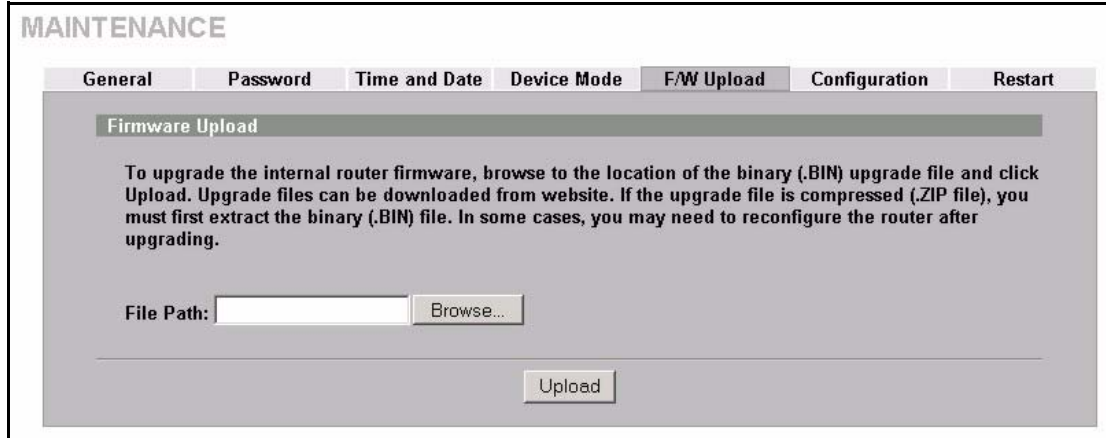 MAINTENANCE
General Password Time and Date Device Mode F/W Upload Configuration Restart
Firmware Upload
To upgrade the internal router firmware, browse to the location of the binary (.BIN) upgrade file and click
Upload. Upgrade files can be downloaded from website. If the upgrade file is compressed (.ZIP file), you
must first extract the binary (.BIN) file. In some cases, you may need to reconfigure the router after
upgrading.
File Path: Browse...
Upload